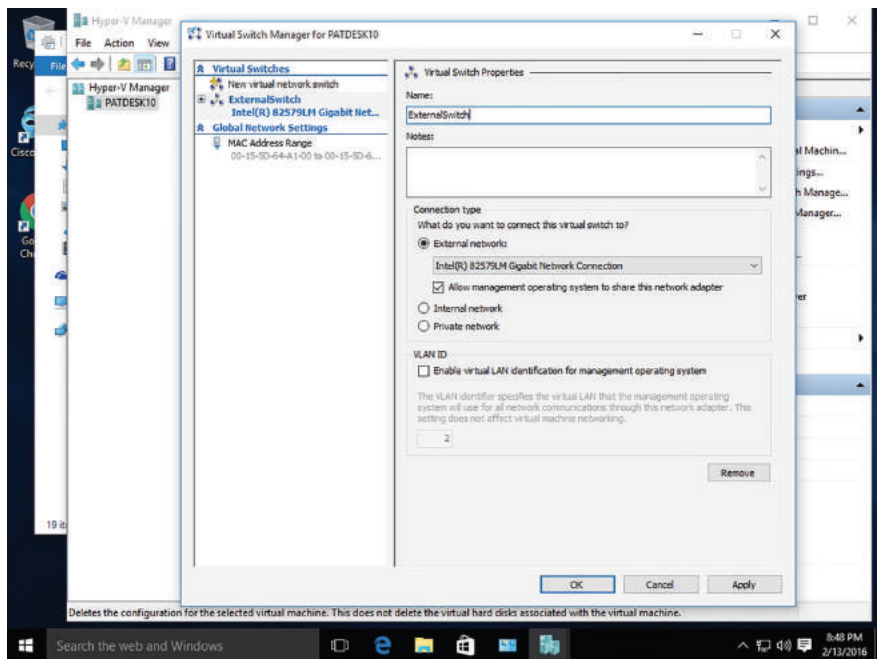 Hyper-V Manager
File Action View
Recy
File
Hyper-V Manager
PATDESK10
Cisco
Go
Ch
19 it
Virtual Switch Manager for PATDESK10
Virtual Switches
New virtual network switch
ExternalSwitch
Intel(R) 82579LM Gigabit Net...
Global Network Settings
MAC Address Range
00-15-5D-64-A1-00 to 00-15-5D-6...
Virtual Switch Properties
Name:
ExternalSwitch
Notes:
Connection type
What do you want to connect this virtual switch to?
External network:
Intel(R) 82579LM Gigabit Network Connection
Allow management operating system to share this network adapter
Internal network
Private network
VLAN ID
Enable virtual LAN identification for management operating system
The VLAN identifier specifies the virtual LAN that the management operating
system will use for all network communications through this network adapter. This
setting does not affect virtual machine networking.
2
Remove
OK Cancel Apply
al Machin...
ings...
h Manage...
Manager...
er
Deletes the configuration for the selected virtual machine. This does not delete the virtual hard disks associated with the virtual machine.
Search the web and Windows
8:48 PM
2/13/2016